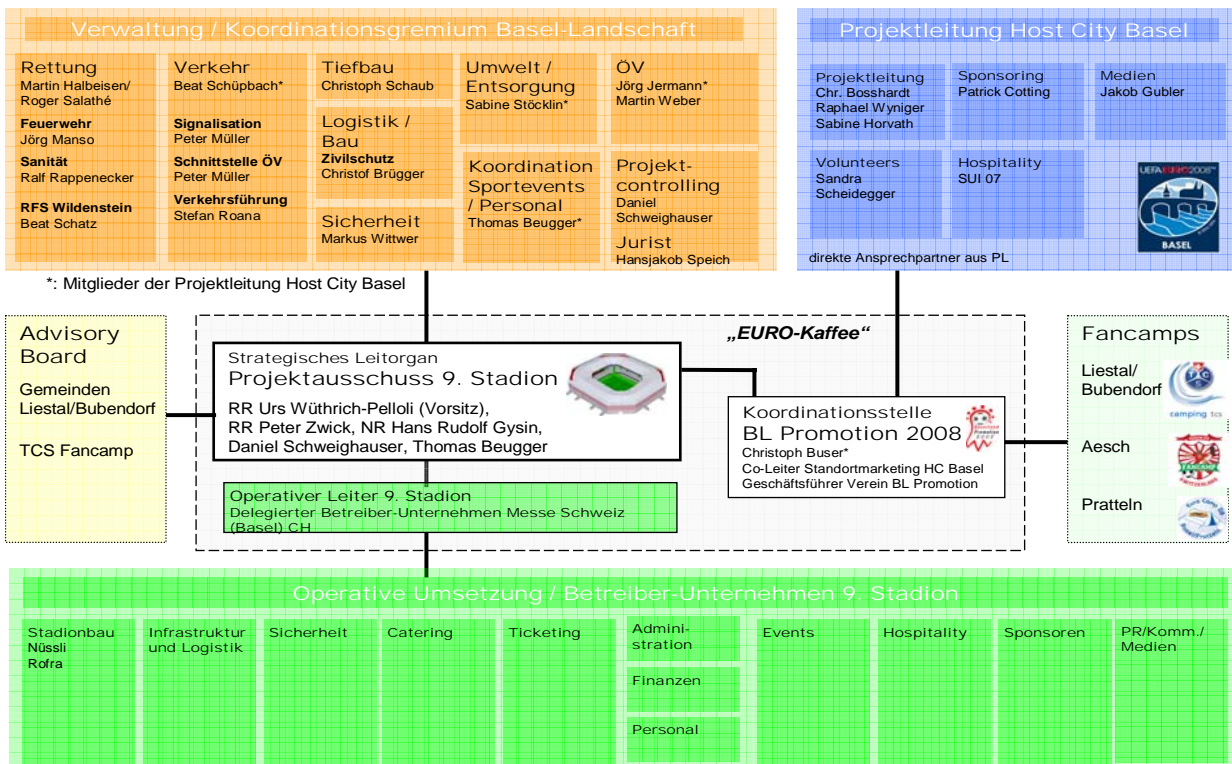 Verwaltung / Koordinationsgremium Basel-Landschaft
Rettung
Martin Halbeisen/
Roger Salathé
Feuerwehr
Jörg Manso
Sanität
Ralf Rappenecker
RFS Wildenstein
Beat Schatz
Verkehr
Beat Schüpbach*
Signalisation
Peter Müller
Schnittstelle ÖV
Peter Müller
Verkehrsführung
Stefan Roana
Tiefbau
Christoph Schaub
Logistik /
Bau
Zivilschutz
Christof Brügger
Sicherheit
Markus Wittwer
Umwelt /
Entsorgung
Sabine Stöcklin*
Koordination
Sportevents
/ Personal
Thomas Beugger*
ÖV
Jörg Jermann*
Martin Weber
Projekt-
controlling
Daniel
Schweighauser
Jurist
Hansjakob Speich
Projektleitung Host City Basel
Projektleitung
Chr. Bosshardt
Raphael Wyniger
Sabine Horvath
Sponsoring
Patrick Cotting
Medien
Jakob Gubler
Volunteers
Sandra
Scheidegger
Hospitality
SUI 07
UEFA EURO2008™
BASEL
direkte Ansprechpartner aus PL
*: Mitglieder der Projektleitung Host City Basel
Advisory
Board
Gemeinden
Liestal/Bubendorf
TCS Fancamp
„EURO-Kaffee“
Strategisches Leitorgan
Projektausschuss 9. Stadion
RR Urs Wüthrich-Pelloli (Vorsitz),
RR Peter Zwick, NR Hans Rudolf Gysin,
Daniel Schweighauser, Thomas Beugger
Operativer Leiter 9. Stadion
Delegierter Betreiber-Unternehmen Messe Schweiz
(Basel) CH
Koordinationsstelle
BL Promotion 2008
Christoph Buser*
Co-Leiter Standortmarketing HC Basel
Geschäftsführer Verein BL Promotion
Fancamps
Liestal/
Bubendorf
camping tcs
Aesch
FANCAMP
Pratteln
Operative Umsetzung / Betreiber-Unternehmen 9. Stadion
Stadionbau
Nüssli
Rofra
Infrastruktur
und Logistik
Sicherheit
Catering
Ticketing
Admini-
stration
Finanzen
Personal
Events
Hospitality
Sponsoren
PR/Komm./
Medien